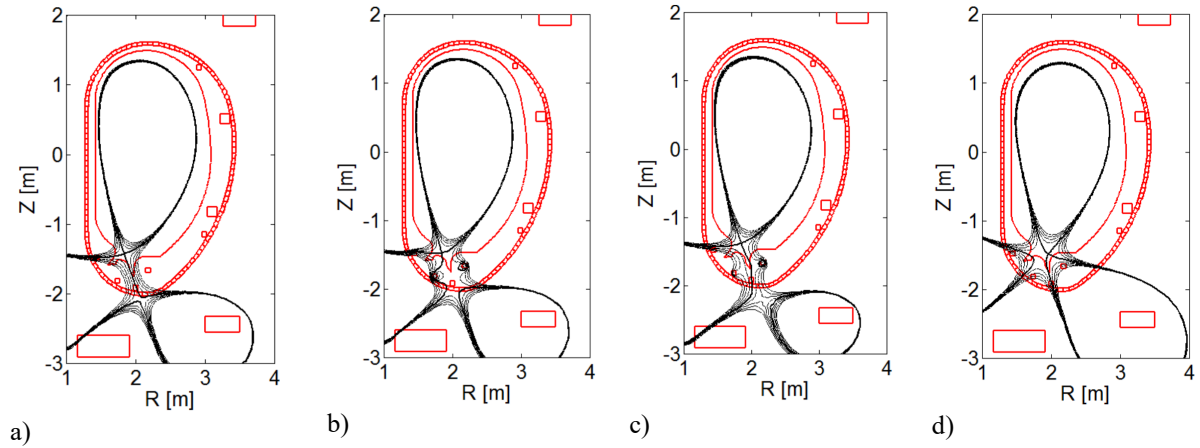 2 2 2 2
1 1 1 1
Z [m] 0 Z [m] 0 Z [m] 0 Z [m] 0
-1 -1 -1 -1
-2 -2 -2 -2
-3 -3 -3 -3
1 2 3 4 1 2 3 4 1 2 3 4 1 2 3 4
R [m] R [m] R [m] R [m]
a) b) c) d)